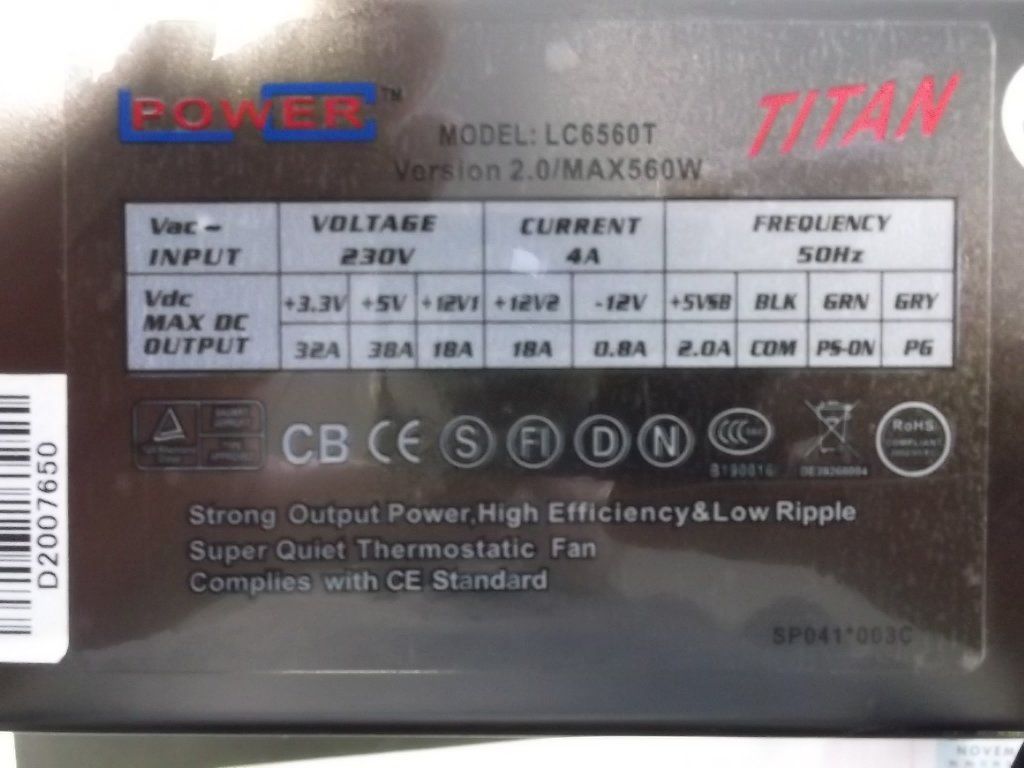 POWER™
TITAN
MODEL: LC6560T
Version 2.0/MAX560W
Vac ~ VOLTAGE CURRENT FREQUENCY
INPUT 230V 4A 50Hz
Vdc +3.3V +5V +12V1 +12V2 -12V +5VSB BLK GRN GRY
MAX DC
OUTPUT 32A 38A 18A 18A 0.8A 2.0A COM PS-ON PG
CB CE S FI D N
RoHS
COMPLIANT
Strong Output Power,High Efficiency&Low Ripple
Super Quiet Thermostatic Fan
Complies with CE Standard
SP041*003C
D2007650
NOVEM